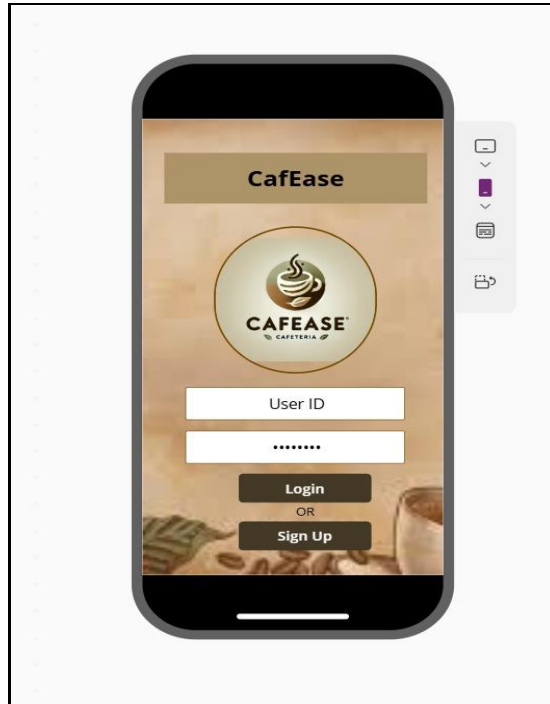 CafEase
CAFEASE
CAFETERIA
User ID
••••••••
Login
OR
Sign Up